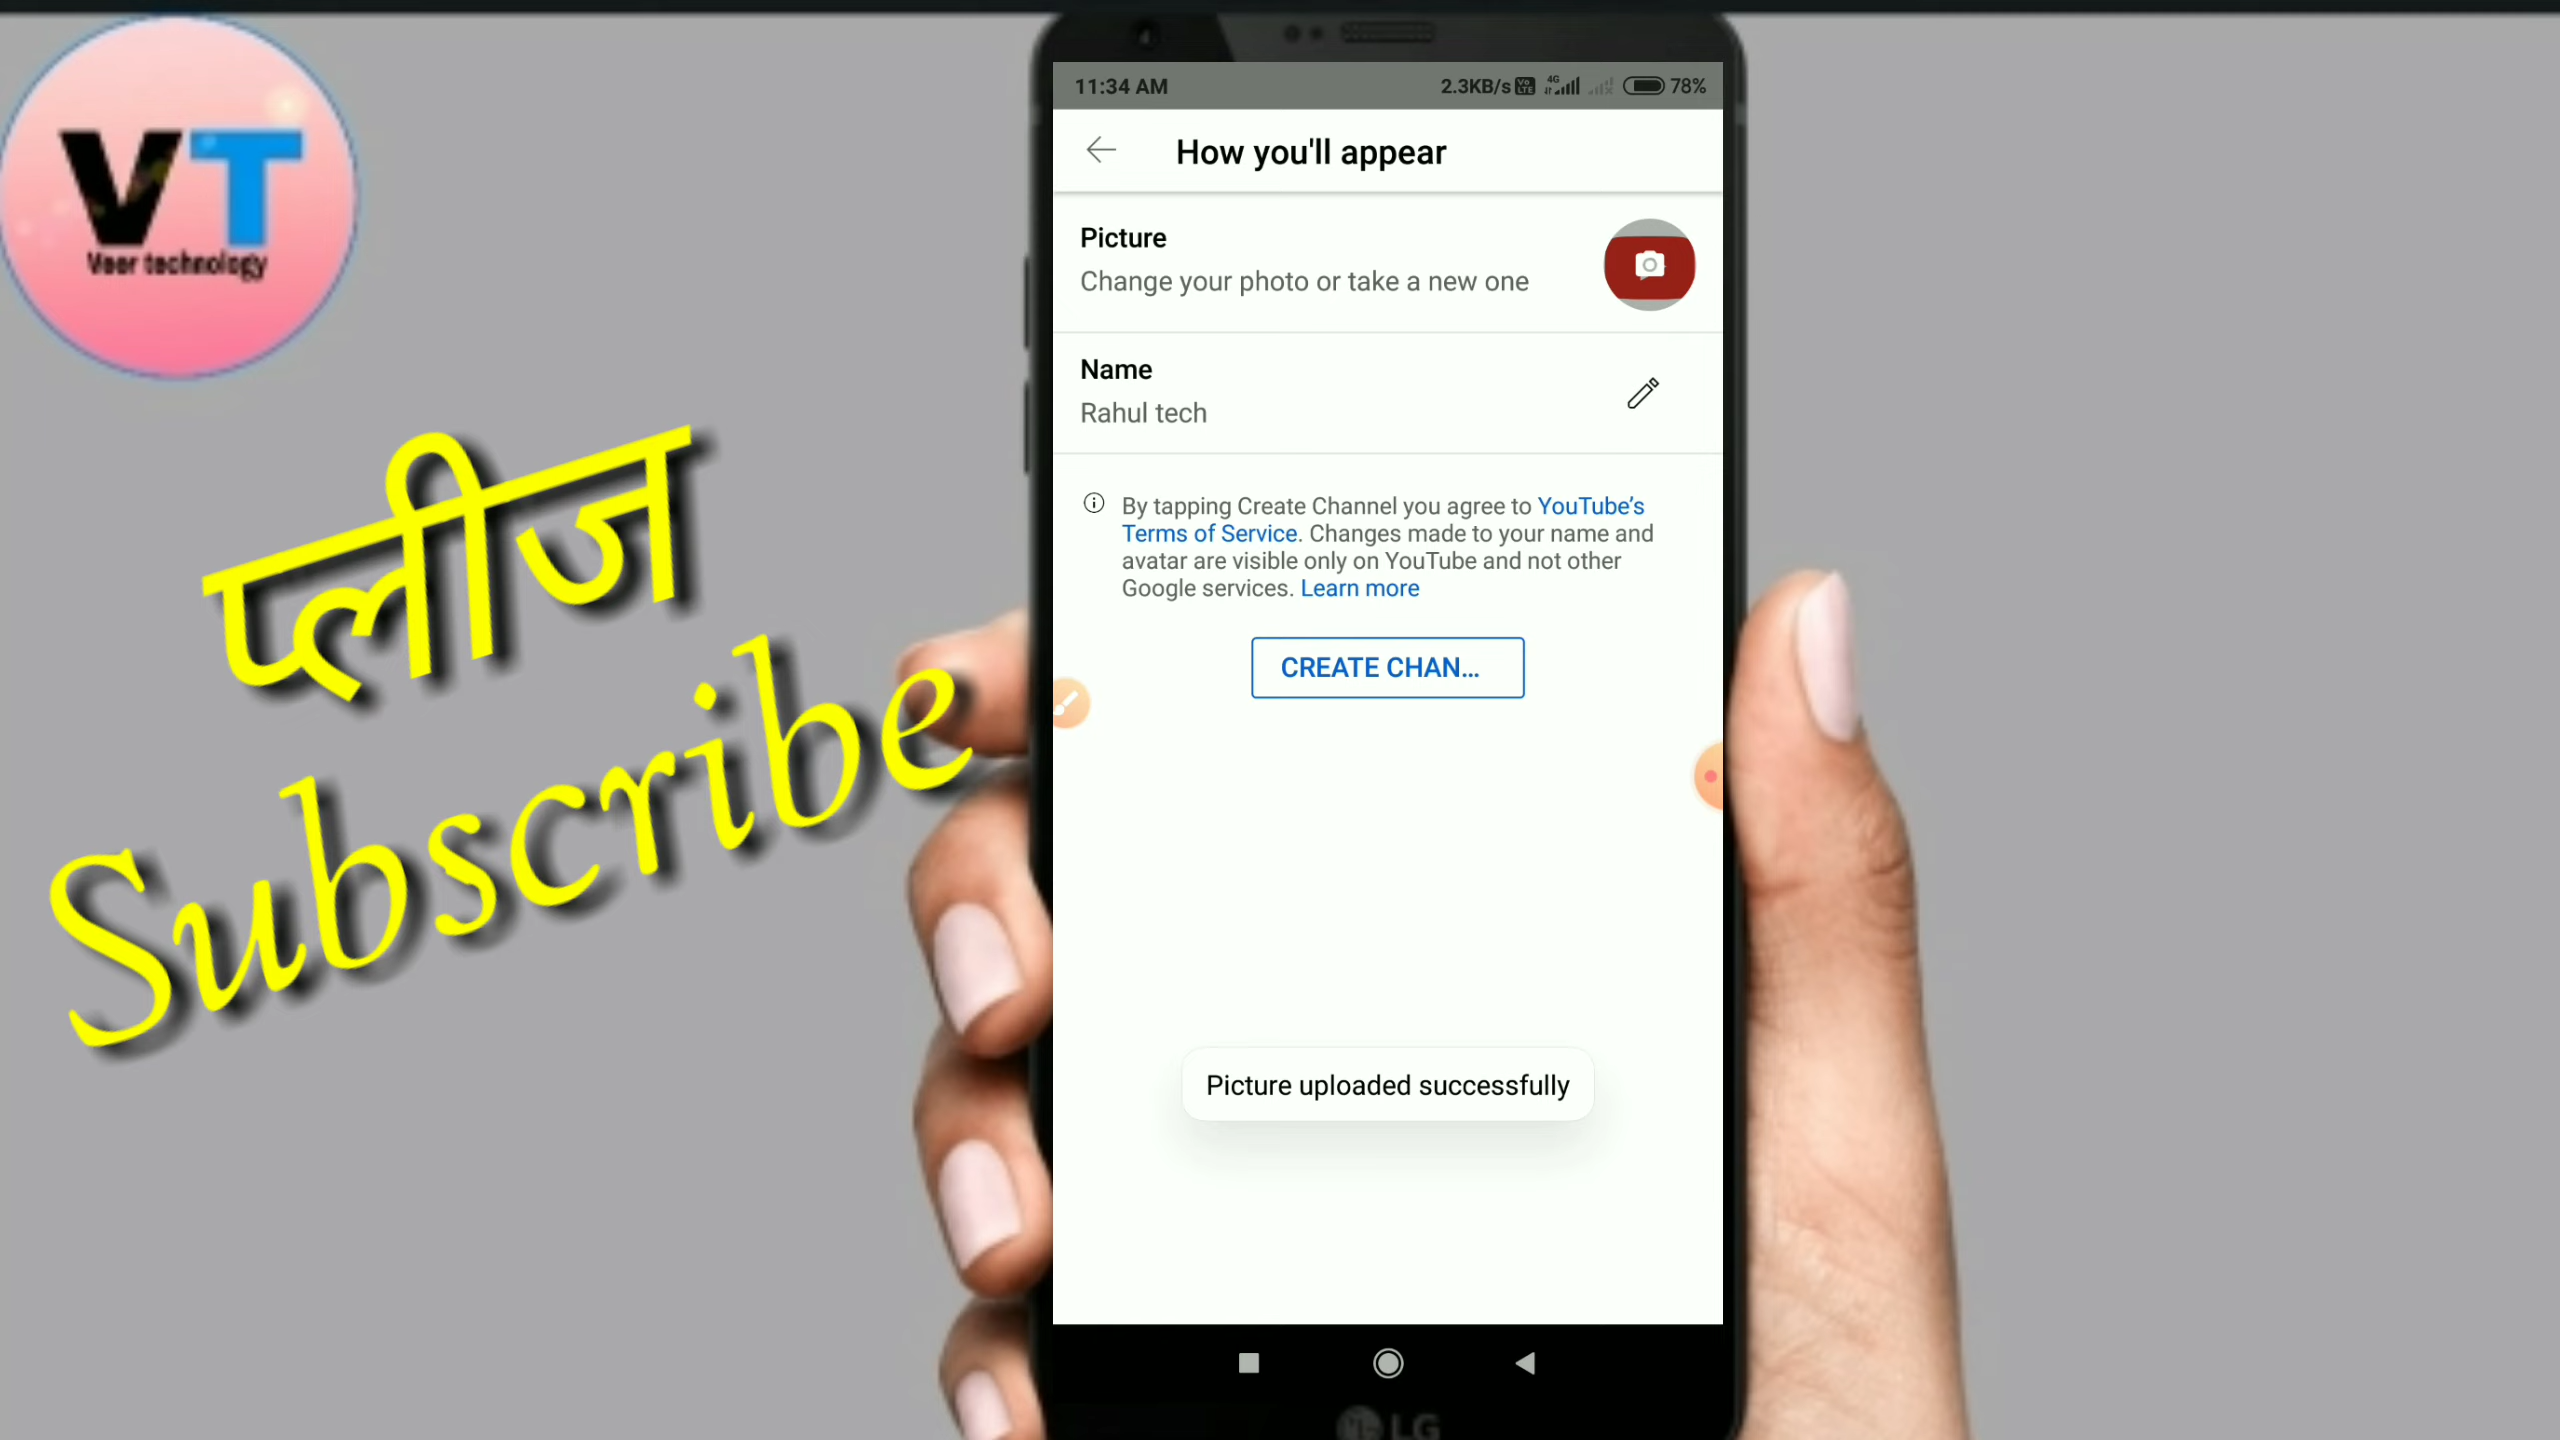 VT
Veer technology
प्लीज
Subscribe
11:34 AM
2.3KB/s Vo LTE 4G 78%
How you'll appear
Picture
Change your photo or take a new one
Name
Rahul tech
By tapping Create Channel you agree to YouTube's
Terms of Service. Changes made to your name and
avatar are visible only on YouTube and not other
Google services. Learn more
CREATE CHAN...
Picture uploaded successfully
LG